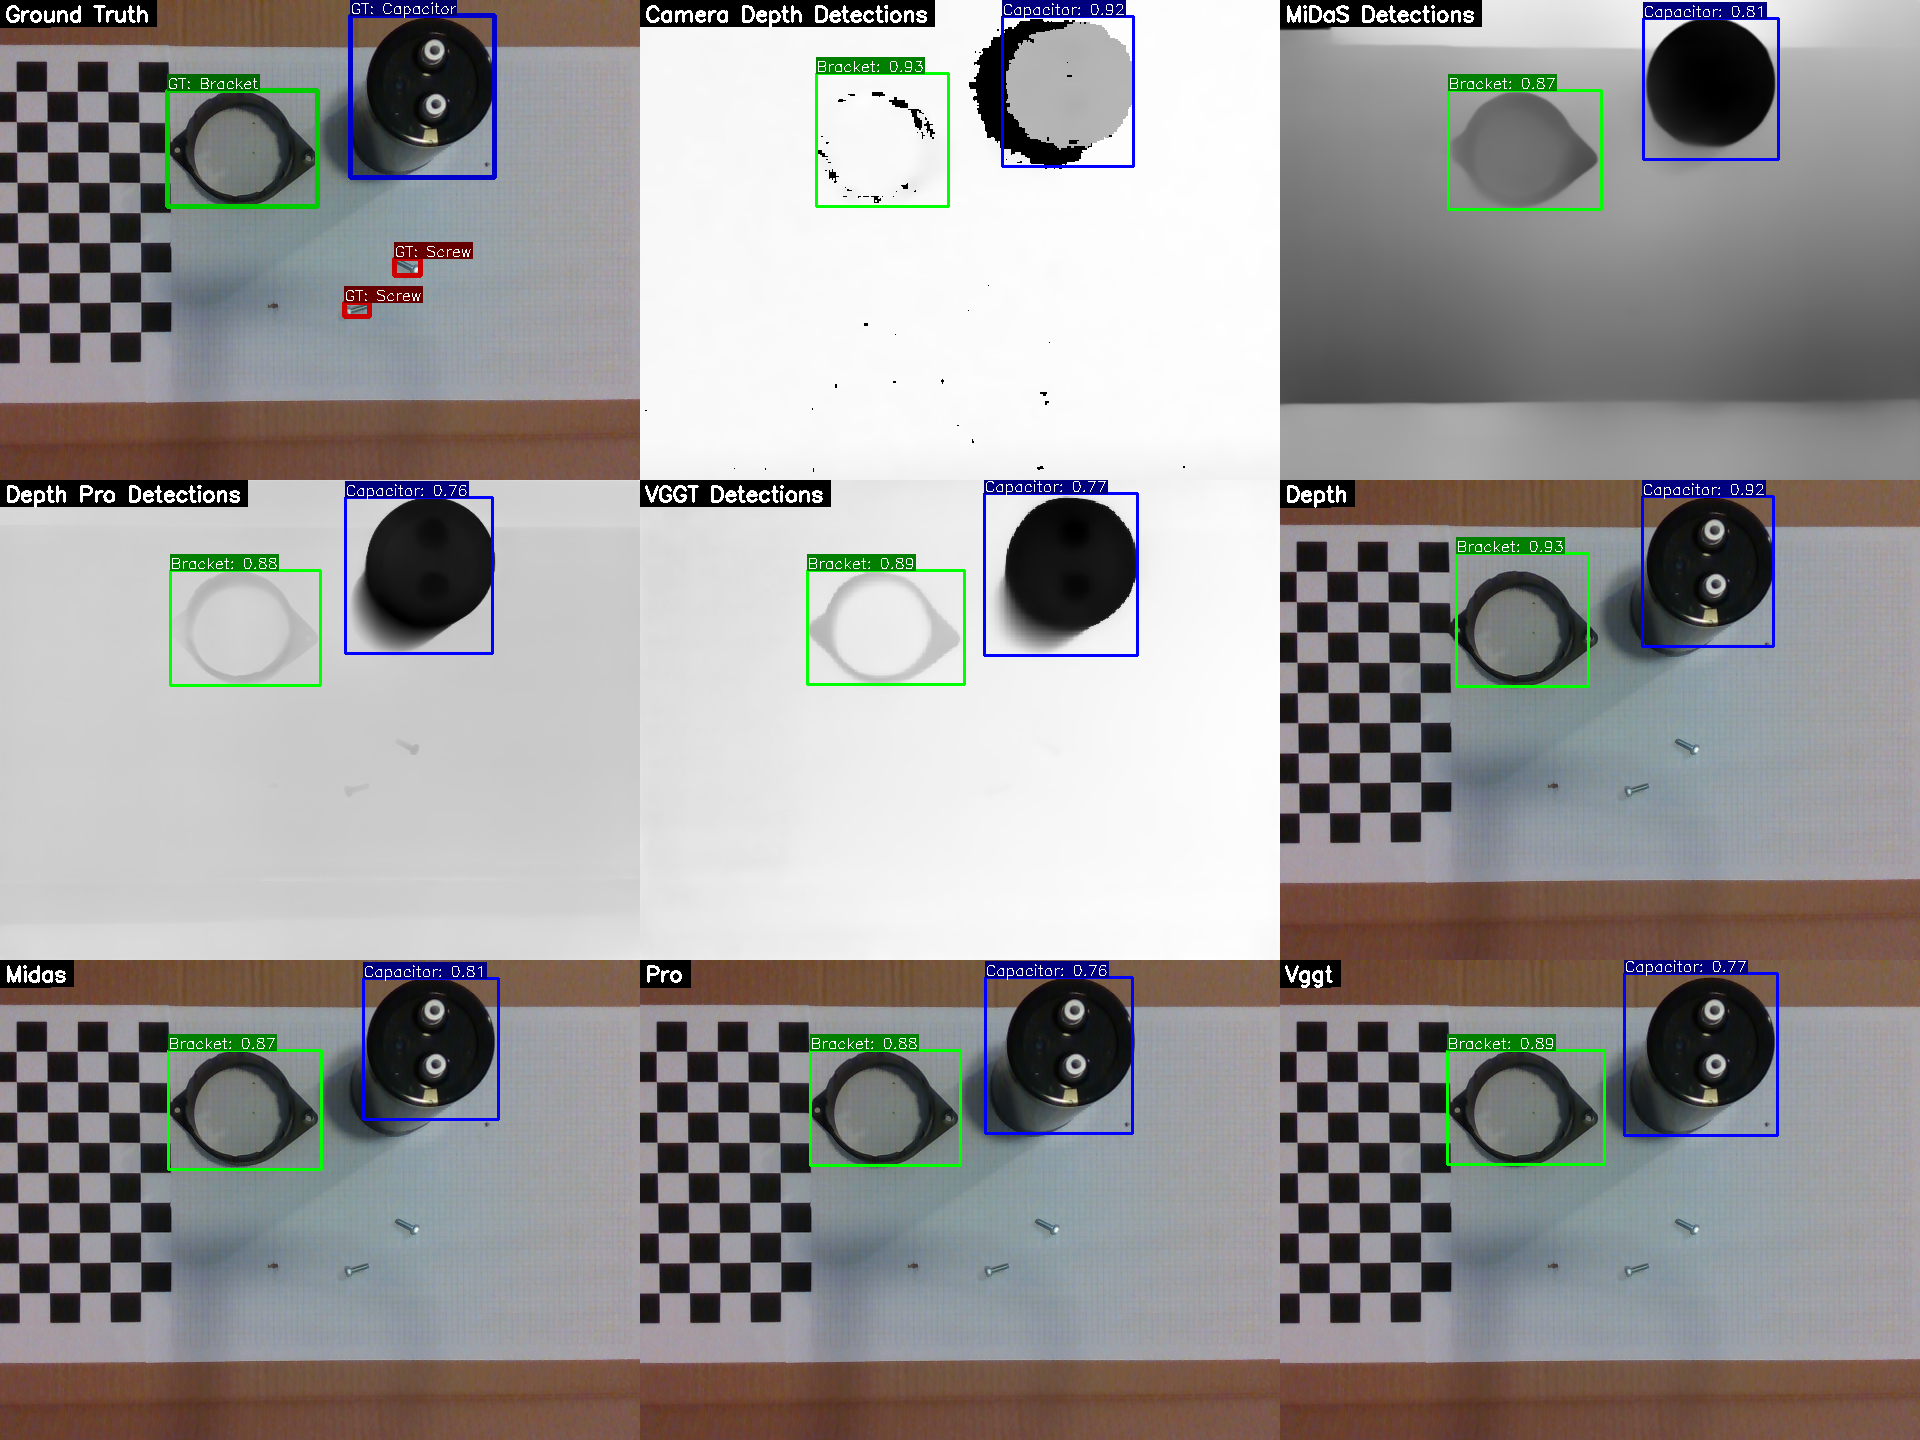 Ground Truth
GT: Capacitor
GT: Bracket
GT: Screw
GT: Screw
Camera Depth Detections
Capacitor: 0.92
Bracket: 0.93
MiDaS Detections
Capacitor: 0.81
Bracket: 0.87
Depth Pro Detections
Capacitor: 0.76
Bracket: 0.88
VGGT Detections
Capacitor: 0.77
Bracket: 0.89
Depth
Capacitor: 0.92
Bracket: 0.93
Midas
Capacitor: 0.81
Bracket: 0.87
Pro
Capacitor: 0.76
Bracket: 0.88
Vggt
Capacitor: 0.77
Bracket: 0.89